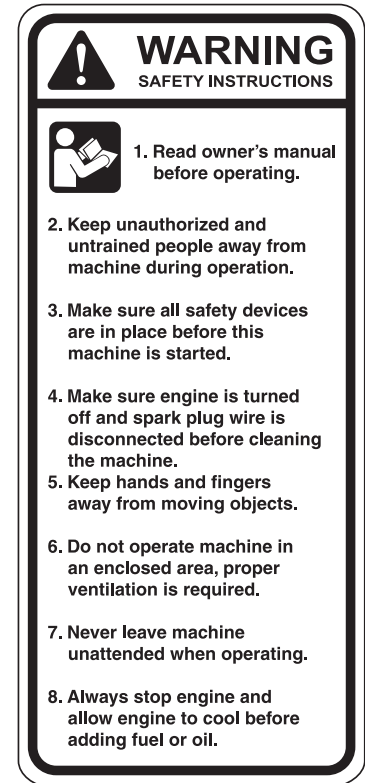 WARNING
SAFETY INSTRUCTIONS
1. Read owner's manual
before operating.
2. Keep unauthorized and
untrained people away from
machine during operation.
3. Make sure all safety devices
are in place before this
machine is started.
4. Make sure engine is turned
off and spark plug wire is
disconnected before cleaning
the machine.
5. Keep hands and fingers
away from moving objects.
6. Do not operate machine in
an enclosed area, proper
ventilation is required.
7. Never leave machine
unattended when operating.
8. Always stop engine and
allow engine to cool before
adding fuel or oil.